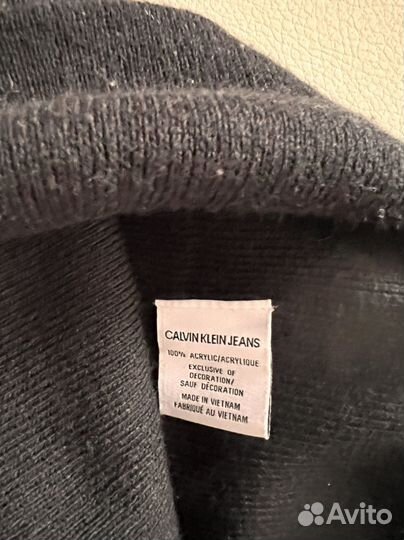 CALVIN KLEIN JEANS
100% ACRYLIC/ACRYLIQUE
EXCLUSIVE OF
DECORATION/
SAUF DÉCORATION
MADE IN VIETNAM
FABRIQUÉ AU VIETNAM
Avito